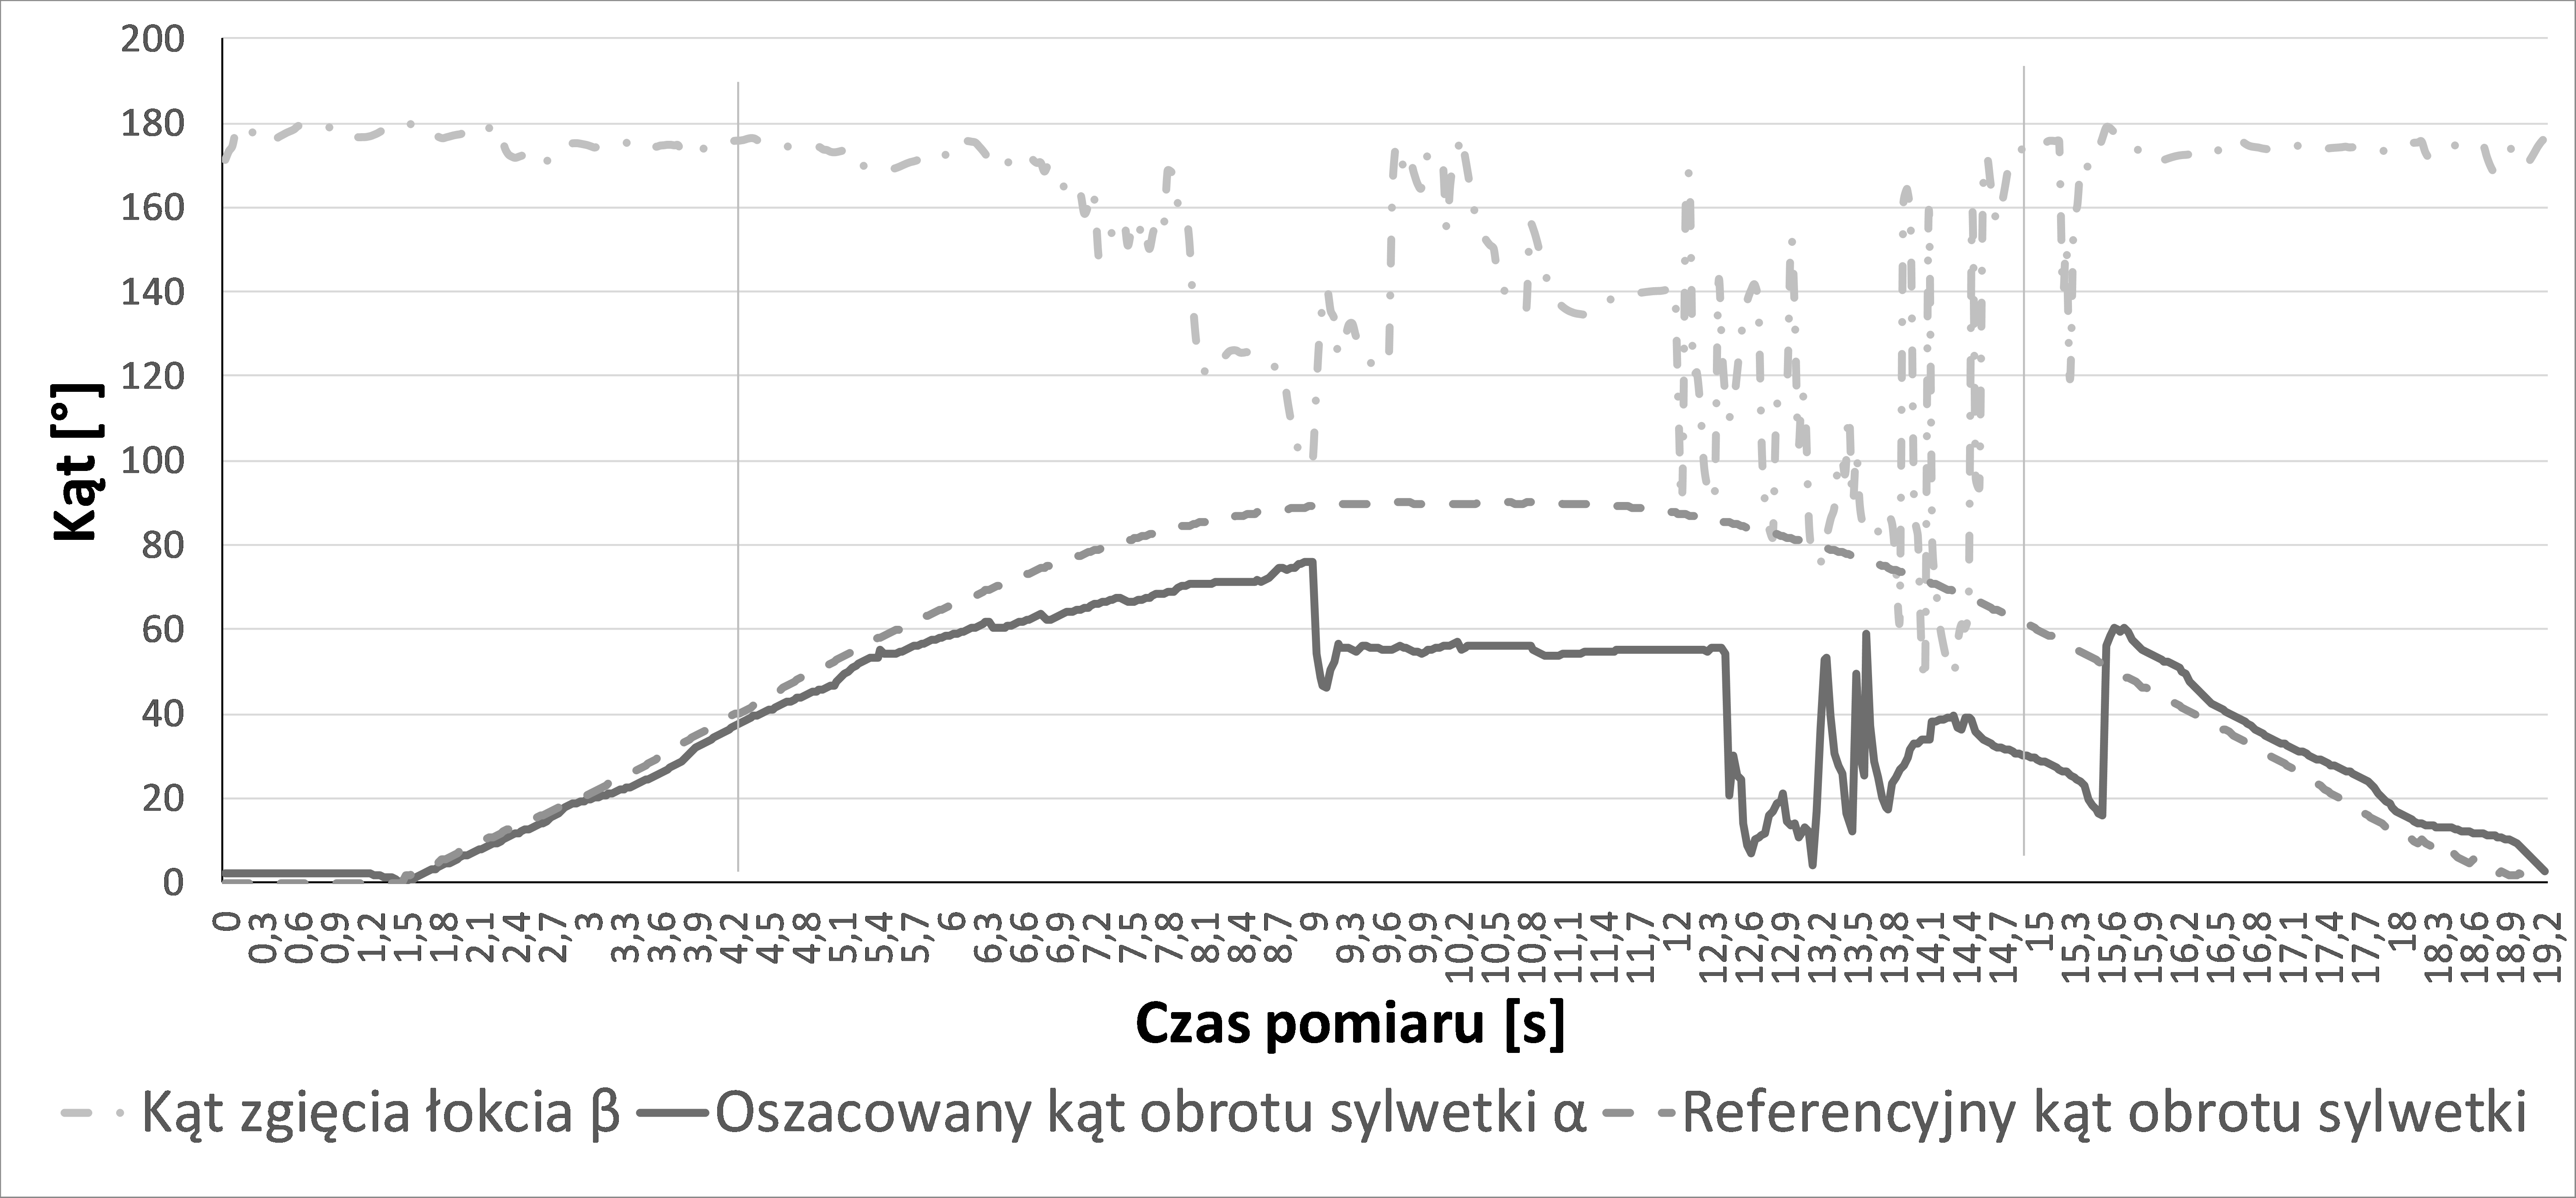 200
180
160
140
120
100
80
60
40
20
0
Kąt [°]
0 0,3 0,6 0,9 1,2 1,5 1,8 2,1 2,4 2,7 3 3,3 3,6 3,9 4,2 4,5 4,8 5,1 5,4 5,7 6 6,3 6,6 6,9 7,2 7,5 7,8 8,1 8,4 8,7 9 9,3 9,6 9,9 10,2 10,5 10,8 11,1 11,4 11,7 12 12,3 12,6 12,9 13,2 13,5 13,8 14,1 14,4 14,7 15 15,3 15,6 15,9 16,2 16,5 16,8 17,1 17,4 17,7 18 18,3 18,6 18,9 19,2
Czas pomiaru [s]
Kąt zgięcia łokcia β Oszacowany kąt obrotu sylwetki α Referencyjny kąt obrotu sylwetki